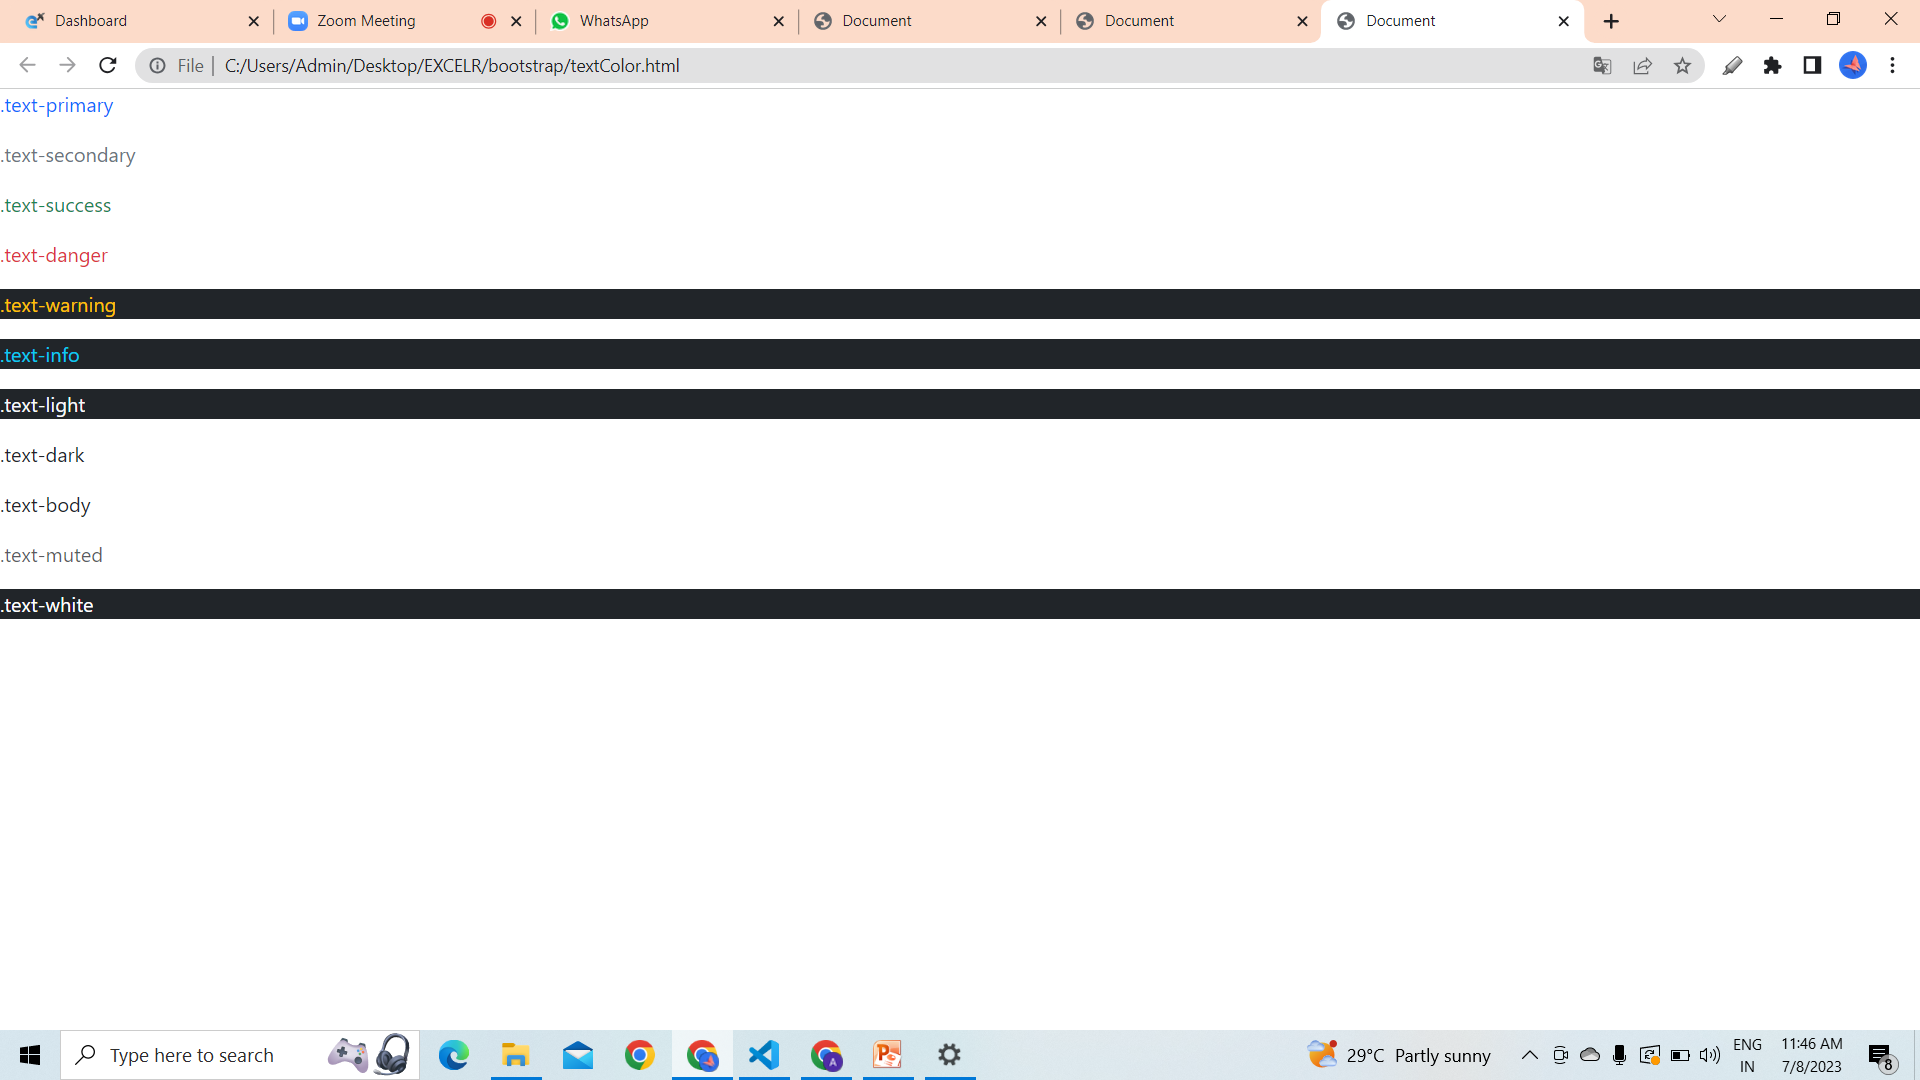 Dashboard
Zoom Meeting
WhatsApp
Document
Document
Document
File
C:/Users/Admin/Desktop/EXCELR/bootstrap/textColor.html
.text-primary
.text-secondary
.text-success
.text-danger
.text-warning
.text-info
.text-light
.text-dark
.text-body
.text-muted
.text-white
Type here to search
29°C Partly sunny
ENG
IN
11:46 AM
7/8/2023
8